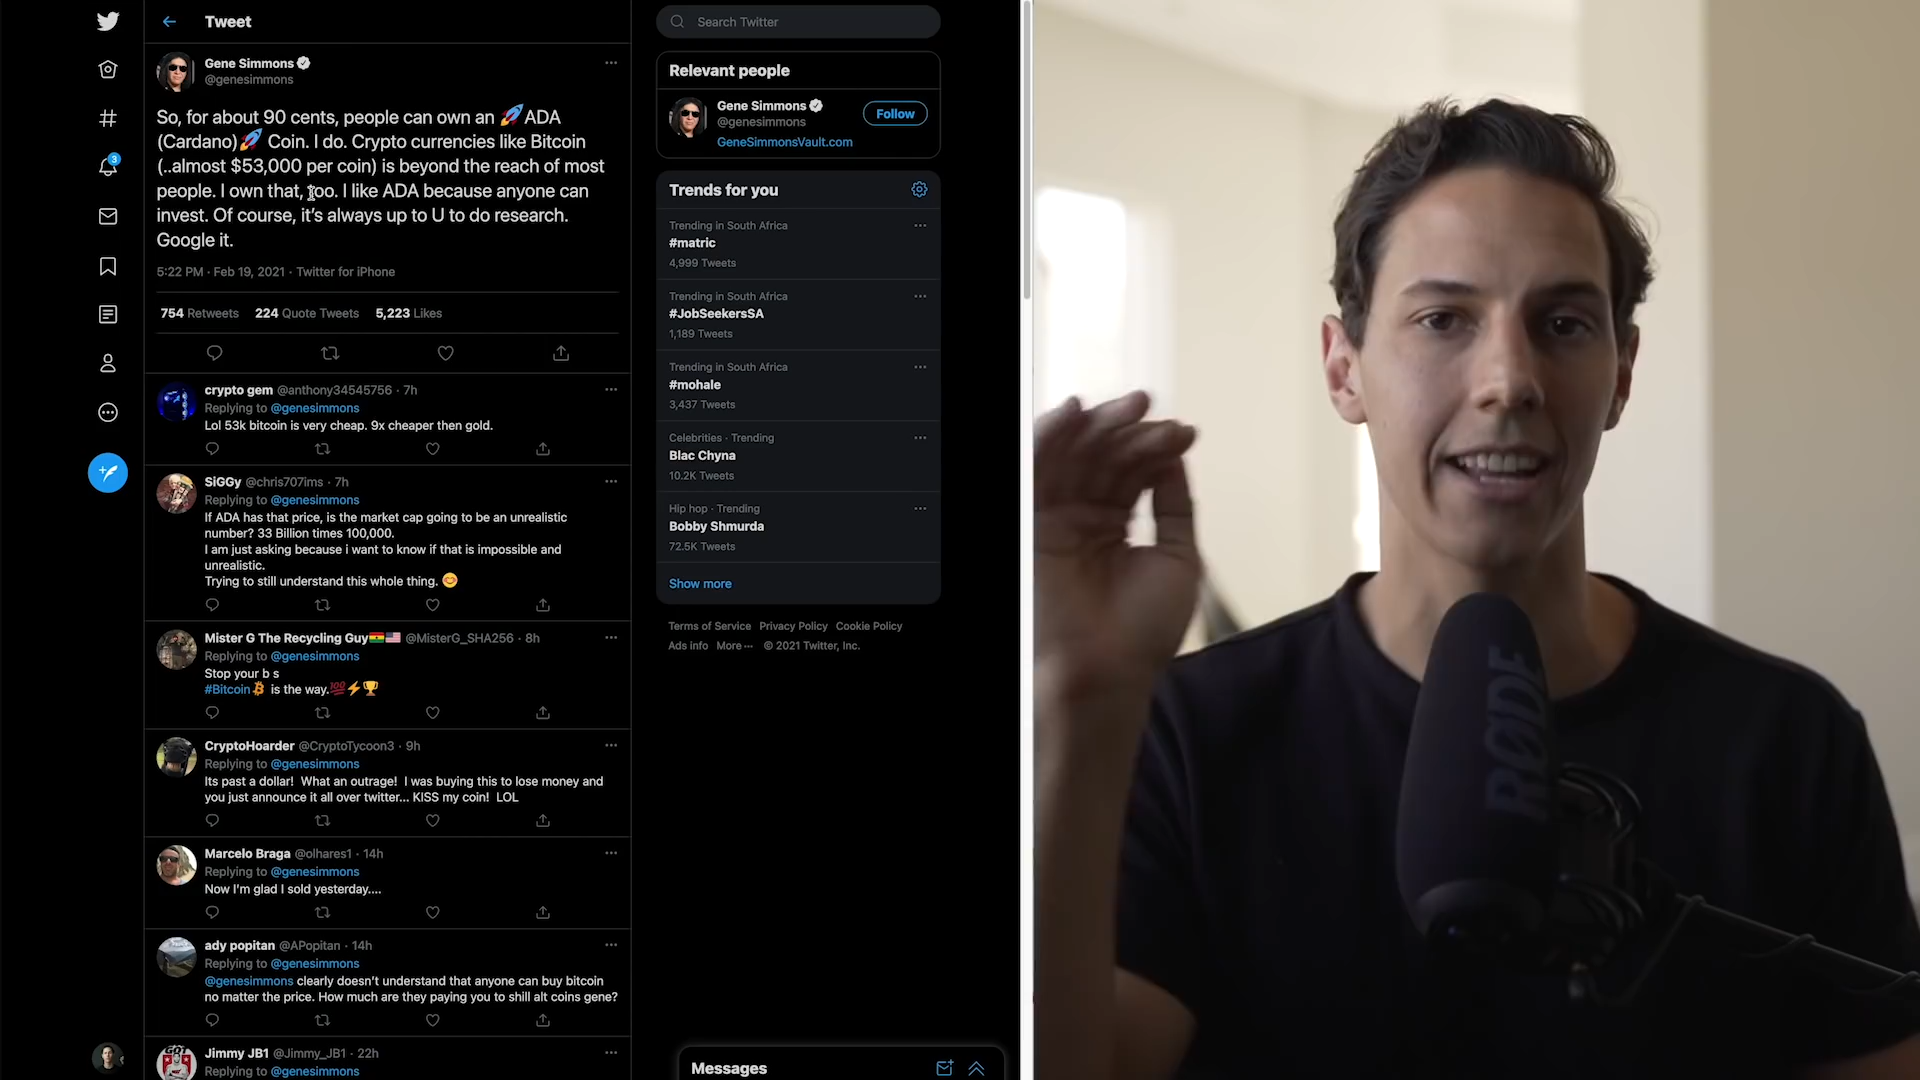 Tweet
Gene Simmons
@genesimmons
So, for about 90 cents, people can own an 🚀ADA
(Cardano)🚀 Coin. I do. Crypto currencies like Bitcoin
(..almost $53,000 per coin) is beyond the reach of most
people. I own that, too. I like ADA because anyone can
invest. Of course, it's always up to U to do research.
Google it.
5:22 PM · Feb 19, 2021 · Twitter for iPhone
754 Retweets 224 Quote Tweets 5,223 Likes
crypto gem @anthony34545756 · 7h
Replying to @genesimmons
Lol 53k bitcoin is very cheap. 9x cheaper then gold.
SiGGy @chris707ims · 7h
Replying to @genesimmons
If ADA has that price, is the market cap going to be an unrealistic
number? 33 Billion times 100,000.
I am just asking because i want to know if that is impossible and
unrealistic.
Trying to still understand this whole thing. 😊
Mister G The Recycling Guy🇬🇭🇺🇸 @MisterG_SHA256 · 8h
Replying to @genesimmons
Stop your b s
#Bitcoin is the way.💯⚡🏆
CryptoHoarder @CryptoTycoon3 · 9h
Replying to @genesimmons
Its past a dollar! What an outrage! I was buying this to lose money and
you just announce it all over twitter... KISS my coin! LOL
Marcelo Braga @olhares1 · 14h
Replying to @genesimmons
Now I'm glad I sold yesterday....
ady popitan @APopitan · 14h
Replying to @genesimmons
@genesimmons clearly doesn't understand that anyone can buy bitcoin
no matter the price. How much are they paying you to shill alt coins gene?
Jimmy JB1 @Jimmy_JB1 · 22h
Replying to @genesimmons
3
Search Twitter
Relevant people
Gene Simmons
@genesimmons
Follow
GeneSimmonsVault.com
Trends for you
Trending in South Africa
#matric
4,999 Tweets
Trending in South Africa
#JobSeekersSA
1,189 Tweets
Trending in South Africa
#mohale
3,437 Tweets
Celebrities · Trending
Blac Chyna
10.2K Tweets
Hip hop · Trending
Bobby Shmurda
72.5K Tweets
Show more
Terms of Service Privacy Policy Cookie Policy
Ads info More ··· © 2021 Twitter, Inc.
Messages
RØDE